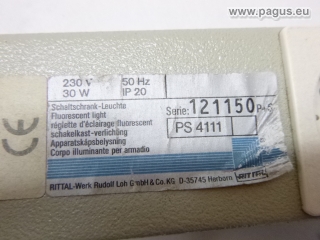 www.pagus.eu
230 V 50 Hz
30 W IP 20
Schaltschrank-Leuchte
Fluorescent light
réglette d'éclairage fluorescent
schakelkast-verlichting
Apparatskåpsbelysning
Corpo illuminante per armadio
Serie: 121150
PS 4111
RITTAL-Werk Rudolf Loh GmbH & Co. KG D-35745 Herborn RITTAL
CE